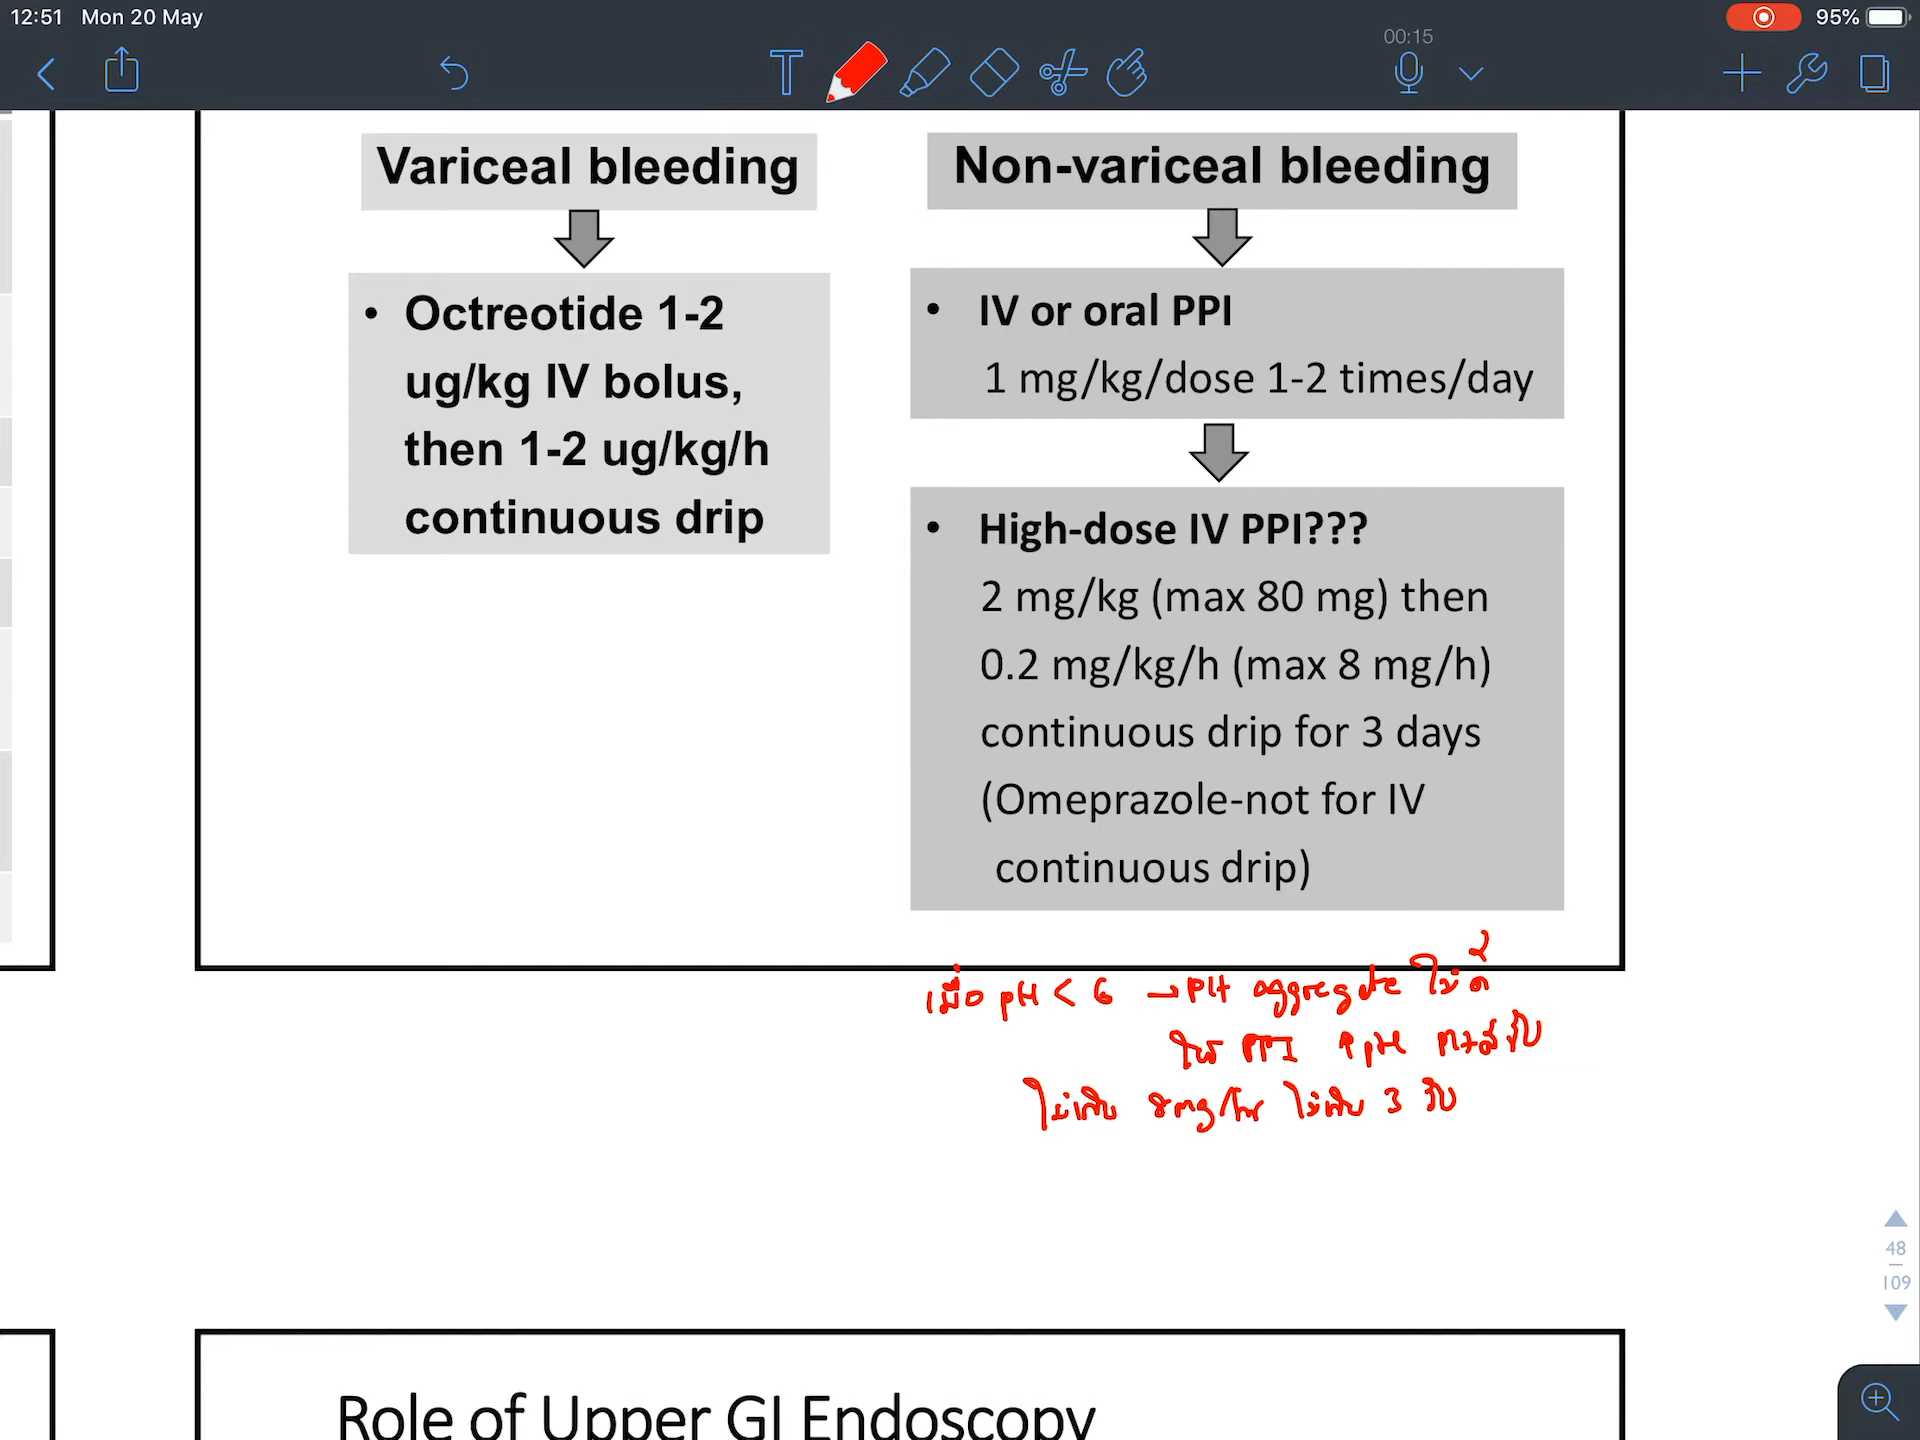 12:51 Mon 20 May
95%
00:15
Variceal bleeding
• Octreotide 1-2
ug/kg IV bolus,
then 1-2 ug/kg/h
continuous drip
Non-variceal bleeding
• IV or oral PPI
1 mg/kg/dose 1-2 times/day
• High-dose IV PPI???
2 mg/kg (max 80 mg) then
0.2 mg/kg/h (max 8 mg/h)
continuous drip for 3 days
(Omeprazole-not for IV
continuous drip)
เมื่อ pH < 6 → Plt aggregate ไม่ดี
ให้ PPI ↑ pH
ไม่เกิน 8mg/hr ไม่เกิน 3 วัน
48
109
Role of Upper GI Endoscopy